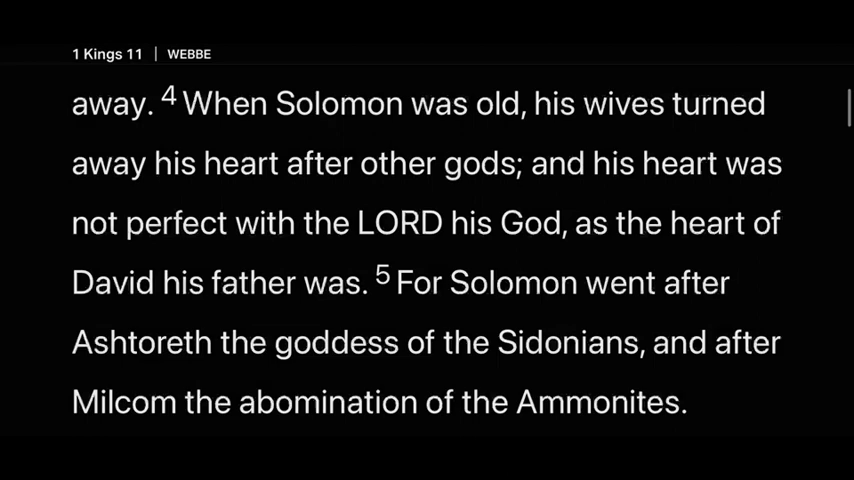 1 Kings 11 | WEBBE
away. 4 When Solomon was old, his wives turned
away his heart after other gods; and his heart was
not perfect with the LORD his God, as the heart of
David his father was. 5 For Solomon went after
Ashtoreth the goddess of the Sidonians, and after
Milcom the abomination of the Ammonites.